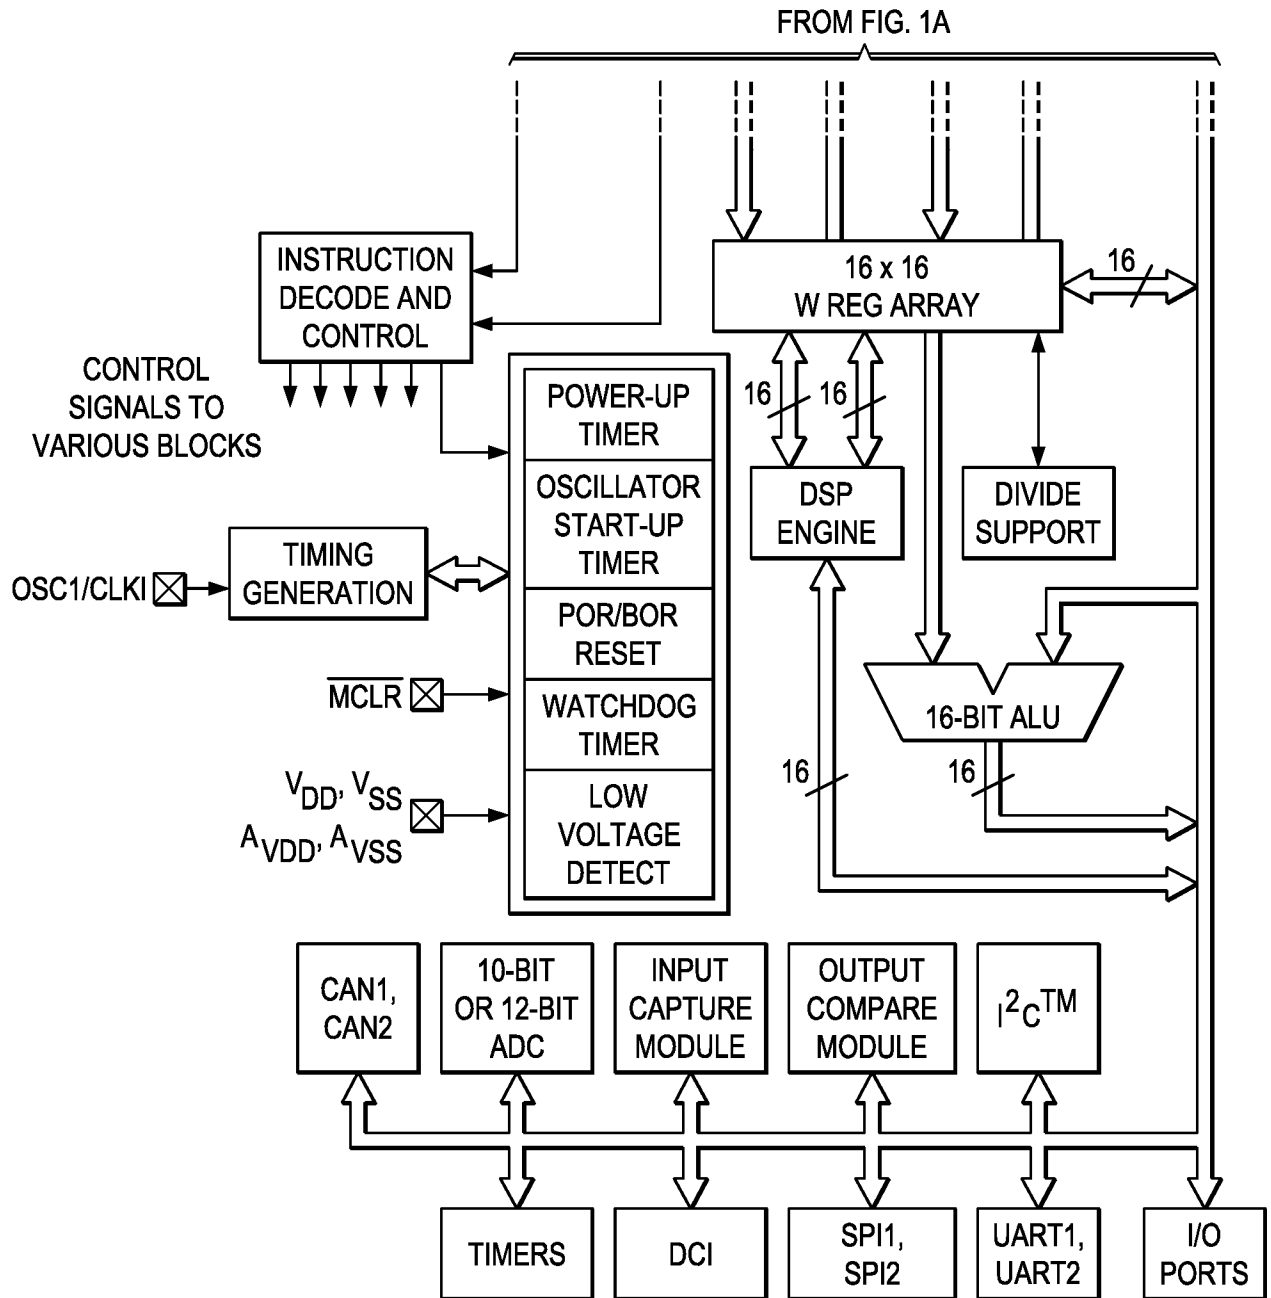 FROM FIG. 1A
INSTRUCTION
DECODE AND
CONTROL
16 x 16
W REG ARRAY
16
CONTROL
SIGNALS TO
VARIOUS BLOCKS
POWER-UP
TIMER
OSCILLATOR
START-UP
TIMER
POR/BOR
RESET
WATCHDOG
TIMER
LOW
VOLTAGE
DETECT
16
16
DSP
ENGINE
DIVIDE
SUPPORT
TIMING
GENERATION
OSC1/CLKI
MCLR
VDD, VSS
AVDD, AVSS
16-BIT ALU
16
16
CAN1,
CAN2
10-BIT
OR 12-BIT
ADC
INPUT
CAPTURE
MODULE
OUTPUT
COMPARE
MODULE
I²C™
TIMERS
DCI
SPI1,
SPI2
UART1,
UART2
I/O
PORTS